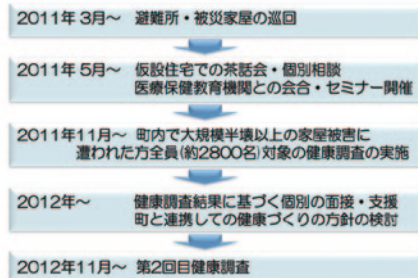 2011年 3月～ 避難所・被災家屋の巡回
2011年 5月～ 仮設住宅での茶話会・個別相談
医療保健教育機関との会合・セミナー開催
2011年11月～ 町内で大規模半壊以上の家屋被害に
遭われた方全員(約2800名)対象の健康調査の実施
2012年～ 健康調査結果に基づく個別の面接・支援
町と連携しての健康づくりの方針の検討
2012年11月～ 第2回目健康調査